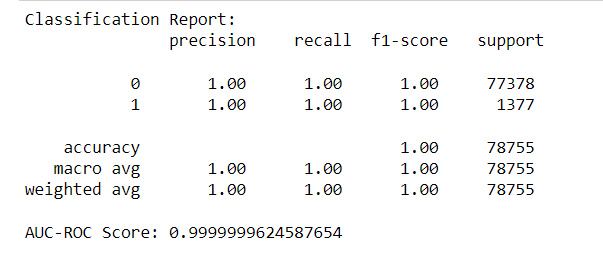 Classification Report:
precision recall f1-score support
0 1.00 1.00 1.00 77378
1 1.00 1.00 1.00 1377
accuracy 1.00 78755
macro avg 1.00 1.00 1.00 78755
weighted avg 1.00 1.00 1.00 78755
AUC-ROC Score: 0.9999999624587654